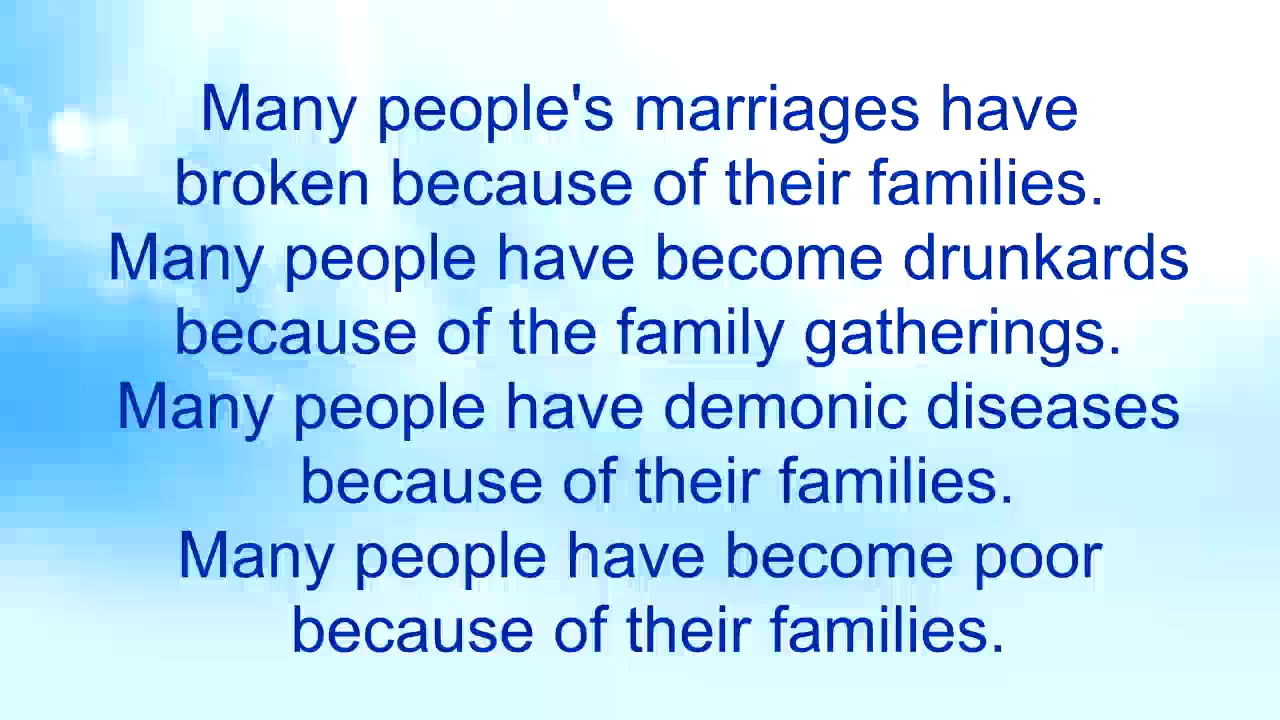 Many people's marriages have
broken because of their families.
Many people have become drunkards
because of the family gatherings.
Many people have demonic diseases
because of their families.
Many people have become poor
because of their families.